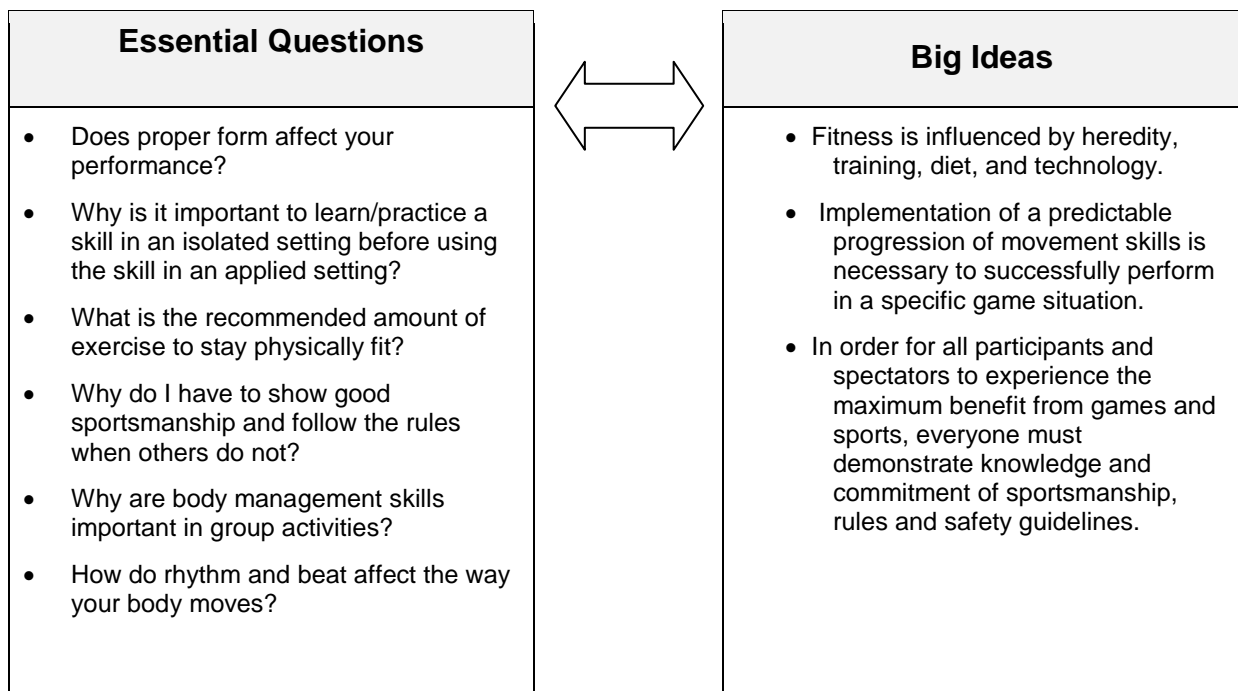 Essential Questions
• Does proper form affect your
performance?
• Why is it important to learn/practice a
skill in an isolated setting before using
the skill in an applied setting?
• What is the recommended amount of
exercise to stay physically fit?
• Why do I have to show good
sportsmanship and follow the rules
when others do not?
• Why are body management skills
important in group activities?
• How do rhythm and beat affect the way
your body moves?
Big Ideas
• Fitness is influenced by heredity,
training, diet, and technology.
• Implementation of a predictable
progression of movement skills is
necessary to successfully perform
in a specific game situation.
• In order for all participants and
spectators to experience the
maximum benefit from games and
sports, everyone must
demonstrate knowledge and
commitment of sportsmanship,
rules and safety guidelines.